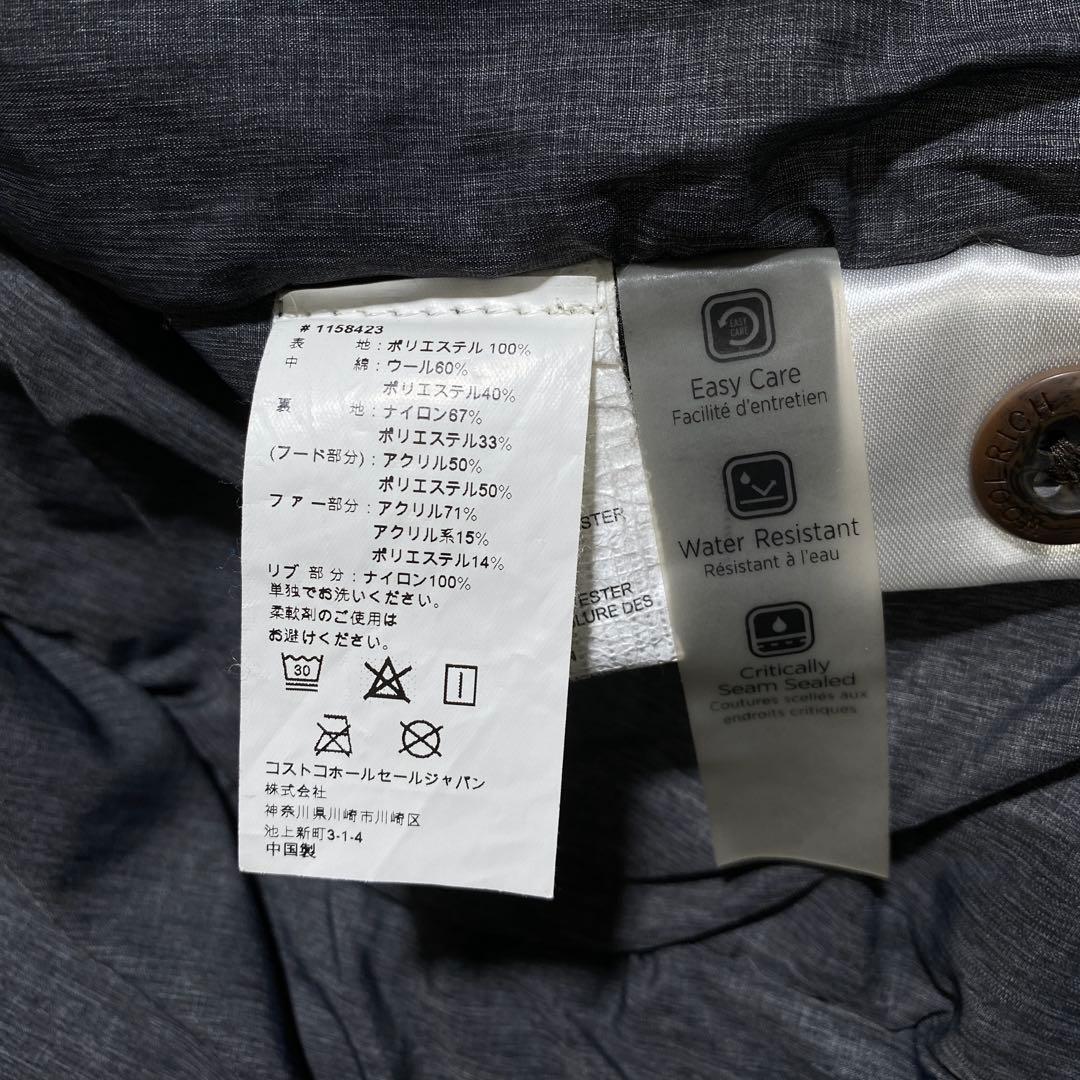 # 1158423
表 地:ポリエステル 100%
中 綿:ウール60%
ポリエステル40%
裏 地:ナイロン67%
ポリエステル33%
(フード部分):アクリル50%
ポリエステル50%
ファー部分:アクリル71%
アクリル系15%
ポリエステル14%
リブ 部 分:ナイロン100%
単独でお洗いください。
柔軟剤のご使用は
お避けください。
30
コストコホールセールジャパン
株式会社
神奈川県川崎市川崎区
池上新町3-1-4
中国製
ESTER
LURE DES
EASY CARE
Easy Care
Facilité d'entretien
Water Resistant
Résistant à l'eau
Critically
Seam Sealed
Coutures scellés aux
endroits critiques
OLRICH